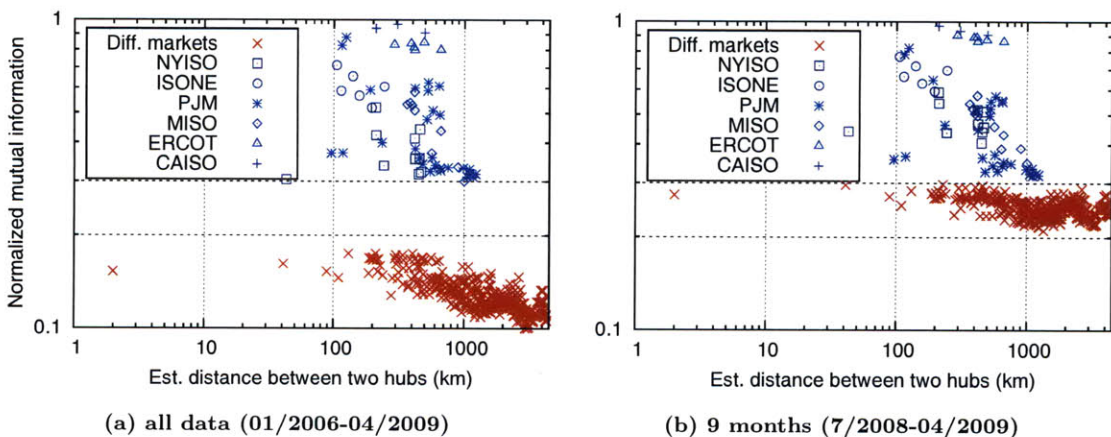 1
Diff. markets
NYISO
ISONE
PJM
MISO
ERCOT
CAISO
Normalized mutual information
0.1
1
10
100
1000
Est. distance between two hubs (km)
(a) all data (01/2006-04/2009)
1
Diff. markets
NYISO
ISONE
PJM
MISO
ERCOT
CAISO
0.1
1
10
100
1000
Est. distance between two hubs (km)
(b) 9 months (7/2008-04/2009)